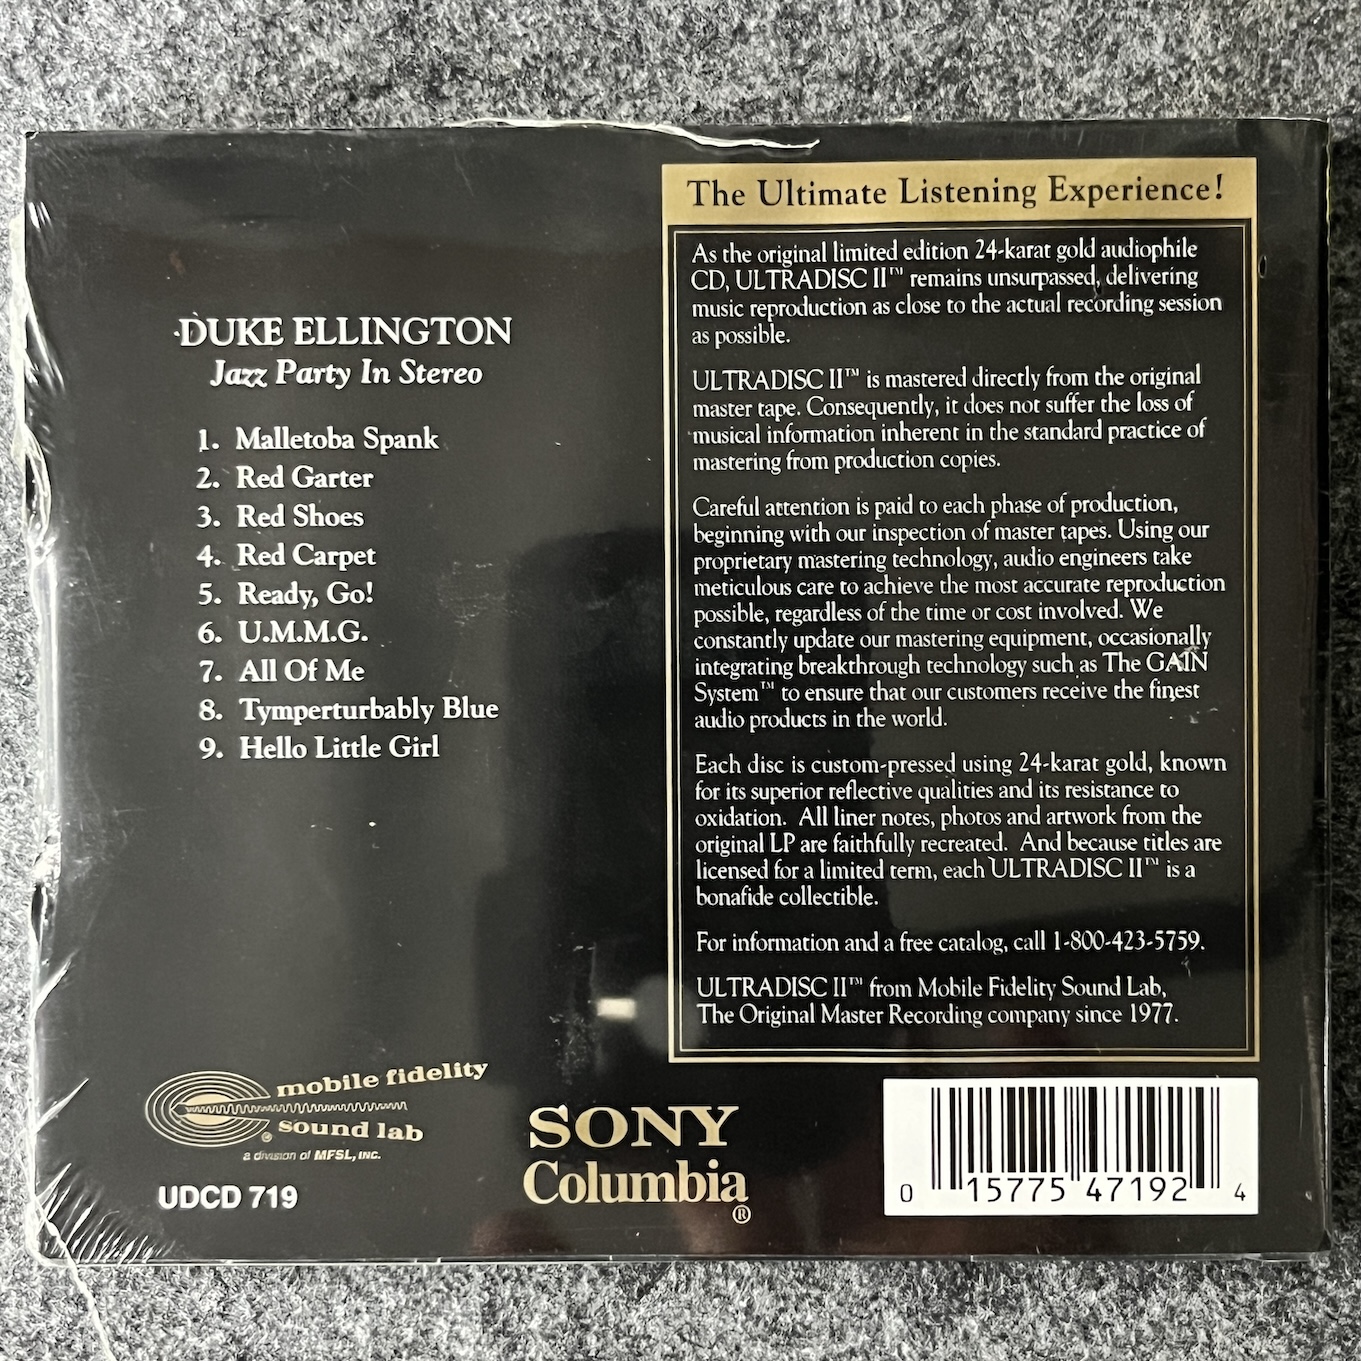 DUKE ELLINGTON
Jazz Party In Stereo
1. Malletoba Spank
2. Red Garter
3. Red Shoes
4. Red Carpet
5. Ready, Go!
6. U.M.M.G.
7. All Of Me
8. Tymperturbably Blue
9. Hello Little Girl
The Ultimate Listening Experience!
As the original limited edition 24-karat gold audiophile
CD, ULTRADISC II™ remains unsurpassed, delivering
music reproduction as close to the actual recording session
as possible.
ULTRADISC II™ is mastered directly from the original
master tape. Consequently, it does not suffer the loss of
musical information inherent in the standard practice of
mastering from production copies.
Careful attention is paid to each phase of production,
beginning with our inspection of master tapes. Using our
proprietary mastering technology, audio engineers take
meticulous care to achieve the most accurate reproduction
possible, regardless of the time or cost involved. We
constantly update our mastering equipment, occasionally
integrating breakthrough technology such as The GAIN
System™ to ensure that our customers receive the finest
audio products in the world.
Each disc is custom-pressed using 24-karat gold, known
for its superior reflective qualities and its resistance to
oxidation. All liner notes, photos and artwork from the
original LP are faithfully recreated. And because titles are
licensed for a limited term, each ULTRADISC II™ is a
bonafide collectible.
For information and a free catalog, call 1-800-423-5759.
ULTRADISC II™ from Mobile Fidelity Sound Lab,
The Original Master Recording company since 1977.
mobile fidelity
sound lab
®
a division of MFSL, INC.
UDCD 719
SONY
Columbia®
0 15775 47192 4